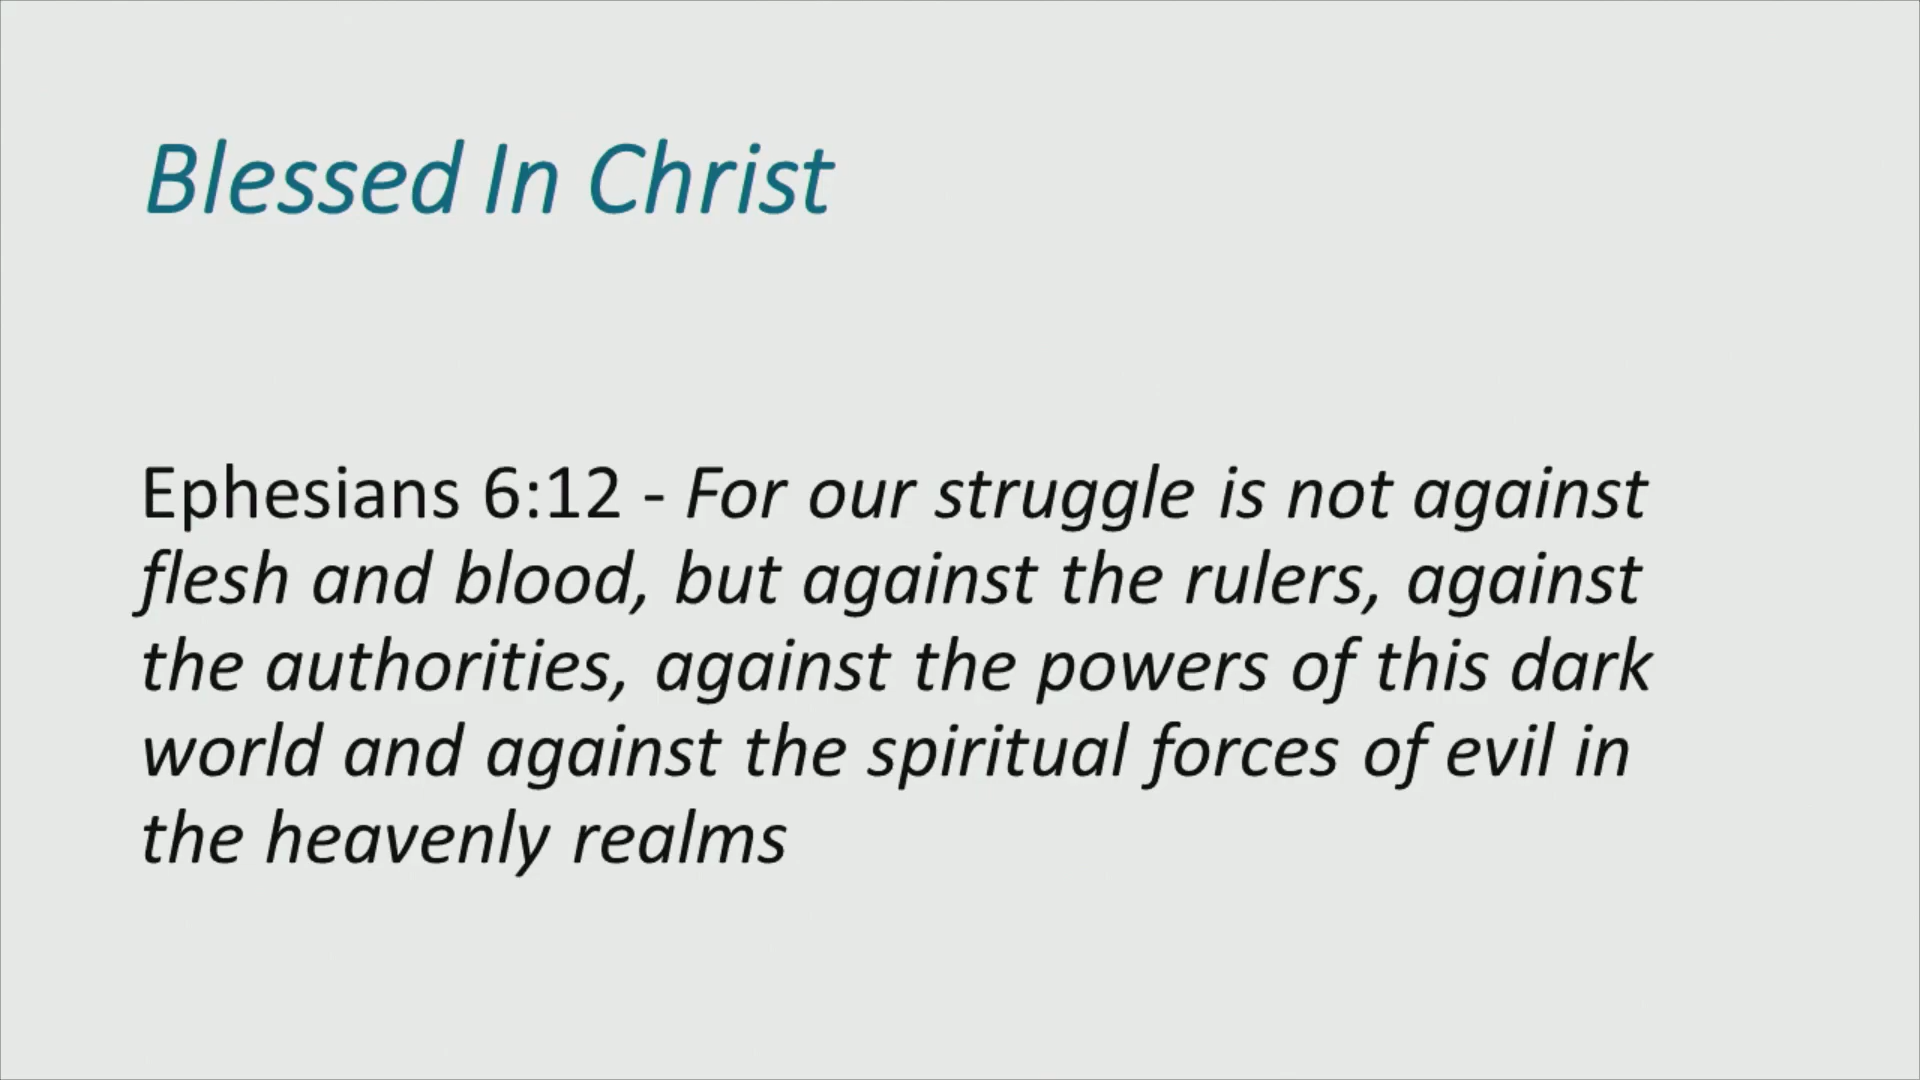 Blessed In Christ
Ephesians 6:12 - For our struggle is not against
flesh and blood, but against the rulers, against
the authorities, against the powers of this dark
world and against the spiritual forces of evil in
the heavenly realms